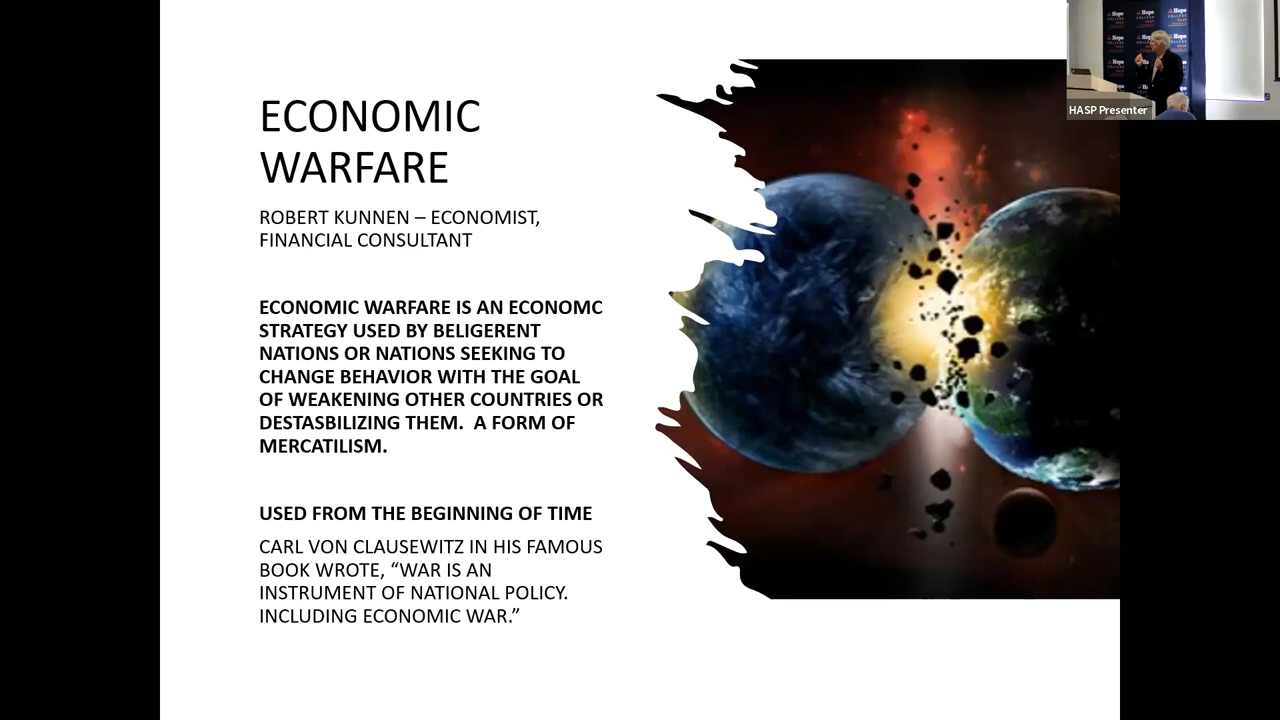 ECONOMIC
WARFARE
ROBERT KUNNEN – ECONOMIST,
FINANCIAL CONSULTANT
ECONOMIC WARFARE IS AN ECONOMC
STRATEGY USED BY BELIGERENT
NATIONS OR NATIONS SEEKING TO
CHANGE BEHAVIOR WITH THE GOAL
OF WEAKENING OTHER COUNTRIES OR
DESTASBILIZING THEM.  A FORM OF
MERCATILISM.
USED FROM THE BEGINNING OF TIME
CARL VON CLAUSEWITZ IN HIS FAMOUS
BOOK WROTE, “WAR IS AN
INSTRUMENT OF NATIONAL POLICY.
INCLUDING ECONOMIC WAR.”
Hope
COLLEGE
HASP Presenter